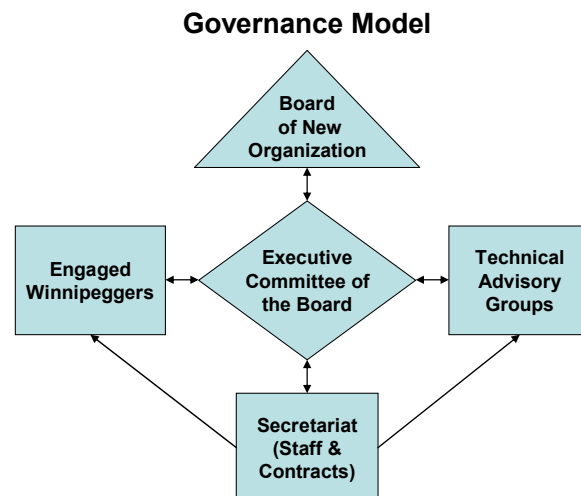 Governance Model
Board
of New
Organization
Engaged
Winnipeggers
Executive
Committee of
the Board
Technical
Advisory
Groups
Secretariat
(Staff &
Contracts)